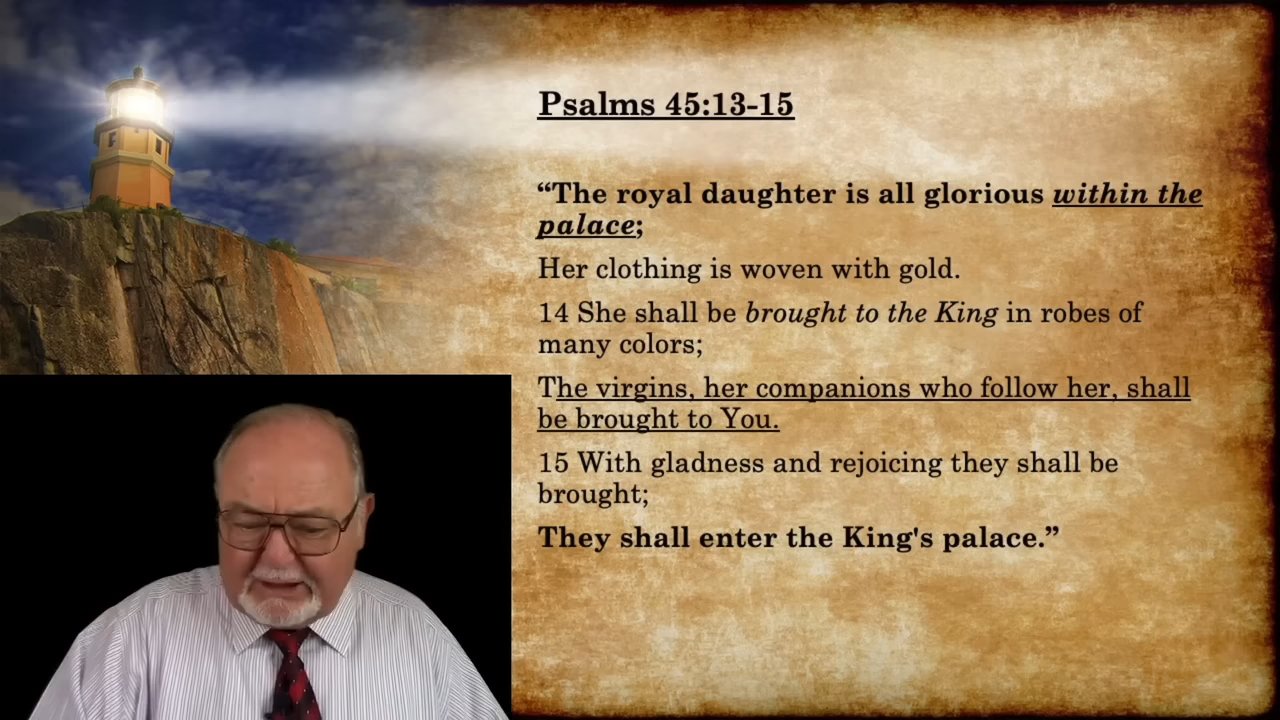 Psalms 45:13-15
“The royal daughter is all glorious within the
palace;
Her clothing is woven with gold.
14 She shall be brought to the King in robes of
many colors;
The virgins, her companions who follow her, shall
be brought to You.
15 With gladness and rejoicing they shall be
brought;
They shall enter the King's palace.”